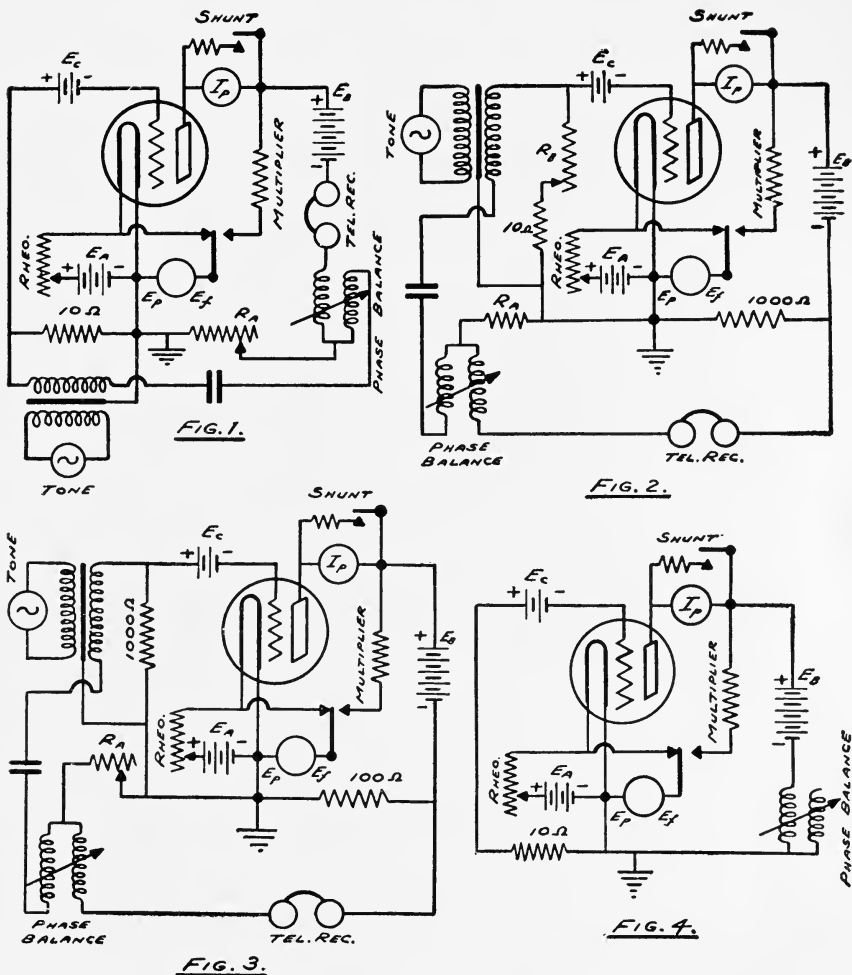 SHUNT
Ec
+ -
Ip
+
EB
-
MULTIPLIER
TEL. REC.
RHEO.
EA
+ -
Ep
Ef
10Ω
RA
PHASE BALANCE
TONE
FIG. 1.
SHUNT
Ec
+ -
Ip
TONE
RB
10Ω
MULTIPLIER
+
EB
-
RHEO.
EA
+ -
Ep
Ef
RA
1000Ω
PHASE
BALANCE
TEL. REC.
FIG. 2.
SHUNT
Ec
+ -
Ip
TONE
1000Ω
MULTIPLIER
+
EB
-
RHEO.
EA
+ -
Ep
Ef
RA
100Ω
PHASE
BALANCE
TEL. REC.
FIG. 3.
SHUNT
Ec
+ -
Ip
MULTIPLIER
+
EB
-
RHEO.
EA
+ -
Ep
Ef
10Ω
PHASE BALANCE
FIG. 4.